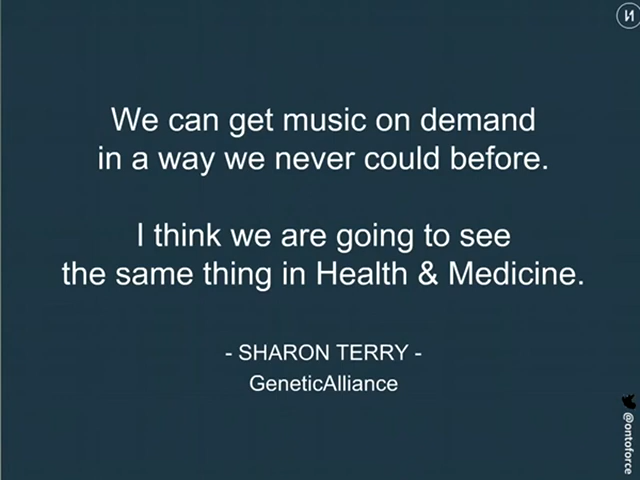 We can get music on demand
in a way we never could before.
I think we are going to see
the same thing in Health & Medicine.
- SHARON TERRY -
GeneticAlliance
@ontoforce